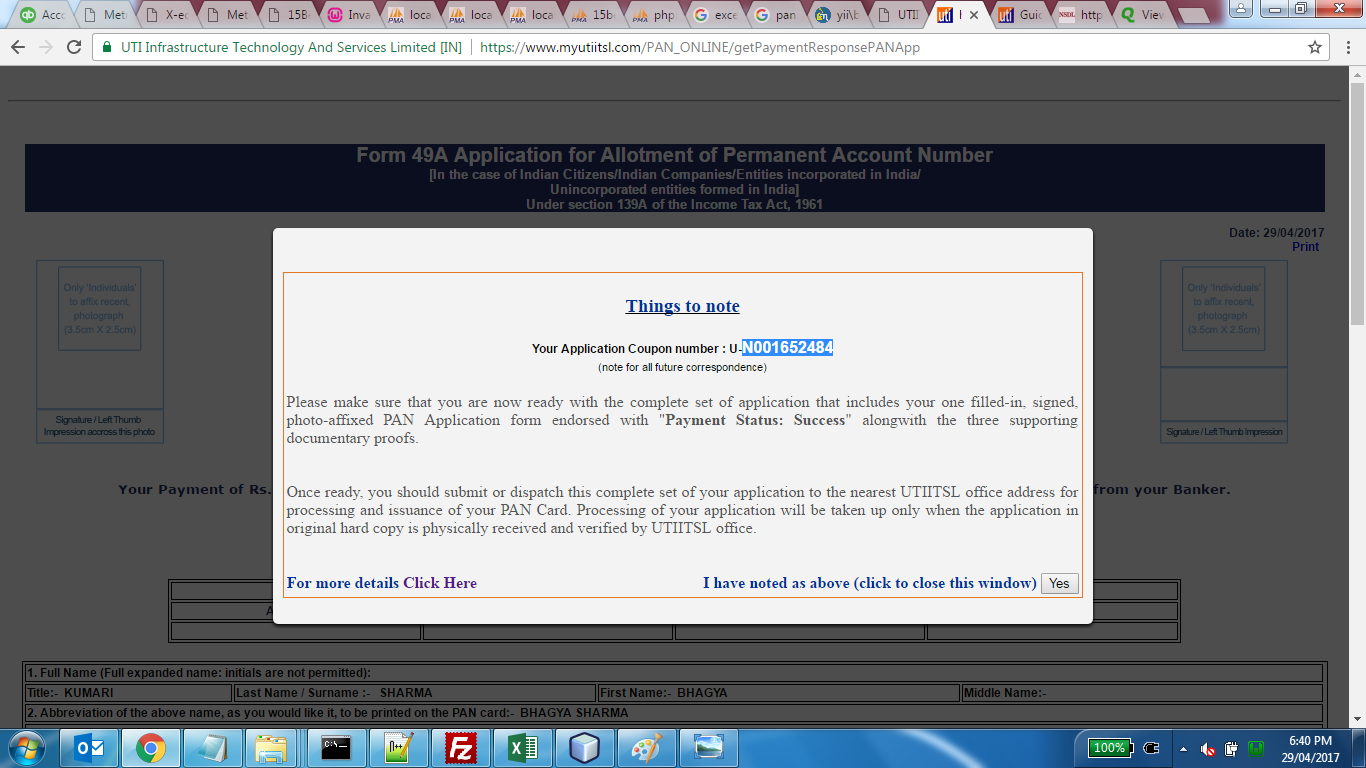 Acco
Met
X-ed
Met
15B
Inva
loca
loca
loca
15b
php
exce
pan
yii\b
UTII
Guid
http
View
UTI Infrastructure Technology And Services Limited [IN] https://www.myutiitsl.com/PAN_ONLINE/getPaymentResponsePANApp
Form 49A Application for Allotment of Permanent Account Number
[In the case of Indian Citizens/Indian Companies/Entities incorporated in India/
Unincorporated entities formed in India]
Under section 139A of the Income Tax Act, 1961
Date: 29/04/2017
Print
Only 'Individuals'
to affix recent,
photograph
(3.5cm X 2.5cm)
Signature / Left Thumb
Impression accross this photo
Only 'Individuals'
to affix recent,
photograph
(3.5cm X 2.5cm)
Signature / Left Thumb Impression
Your Payment of Rs.
from your Banker.
Things to note
Your Application Coupon number : U-N001652484
(note for all future correspondence)
Please make sure that you are now ready with the complete set of application that includes your one filled-in, signed,
photo-affixed PAN Application form endorsed with "Payment Status: Success" alongwith the three supporting
documentary proofs.
Once ready, you should submit or dispatch this complete set of your application to the nearest UTIITSL office address for
processing and issuance of your PAN Card. Processing of your application will be taken up only when the application in
original hard copy is physically received and verified by UTIITSL office.
For more details Click Here
I have noted as above (click to close this window) Yes
1. Full Name (Full expanded name: initials are not permitted):
Title:- KUMARI Last Name / Surname :- SHARMA First Name:- BHAGYA Middle Name:-
2. Abbreviation of the above name, as you would like it, to be printed on the PAN card:- BHAGYA SHARMA
100%
6:40 PM
29/04/2017